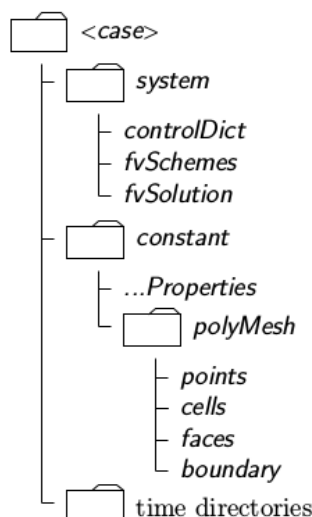 <case>
system
controlDict
fvSchemes
fvSolution
constant
...Properties
polyMesh
points
cells
faces
boundary
time directories